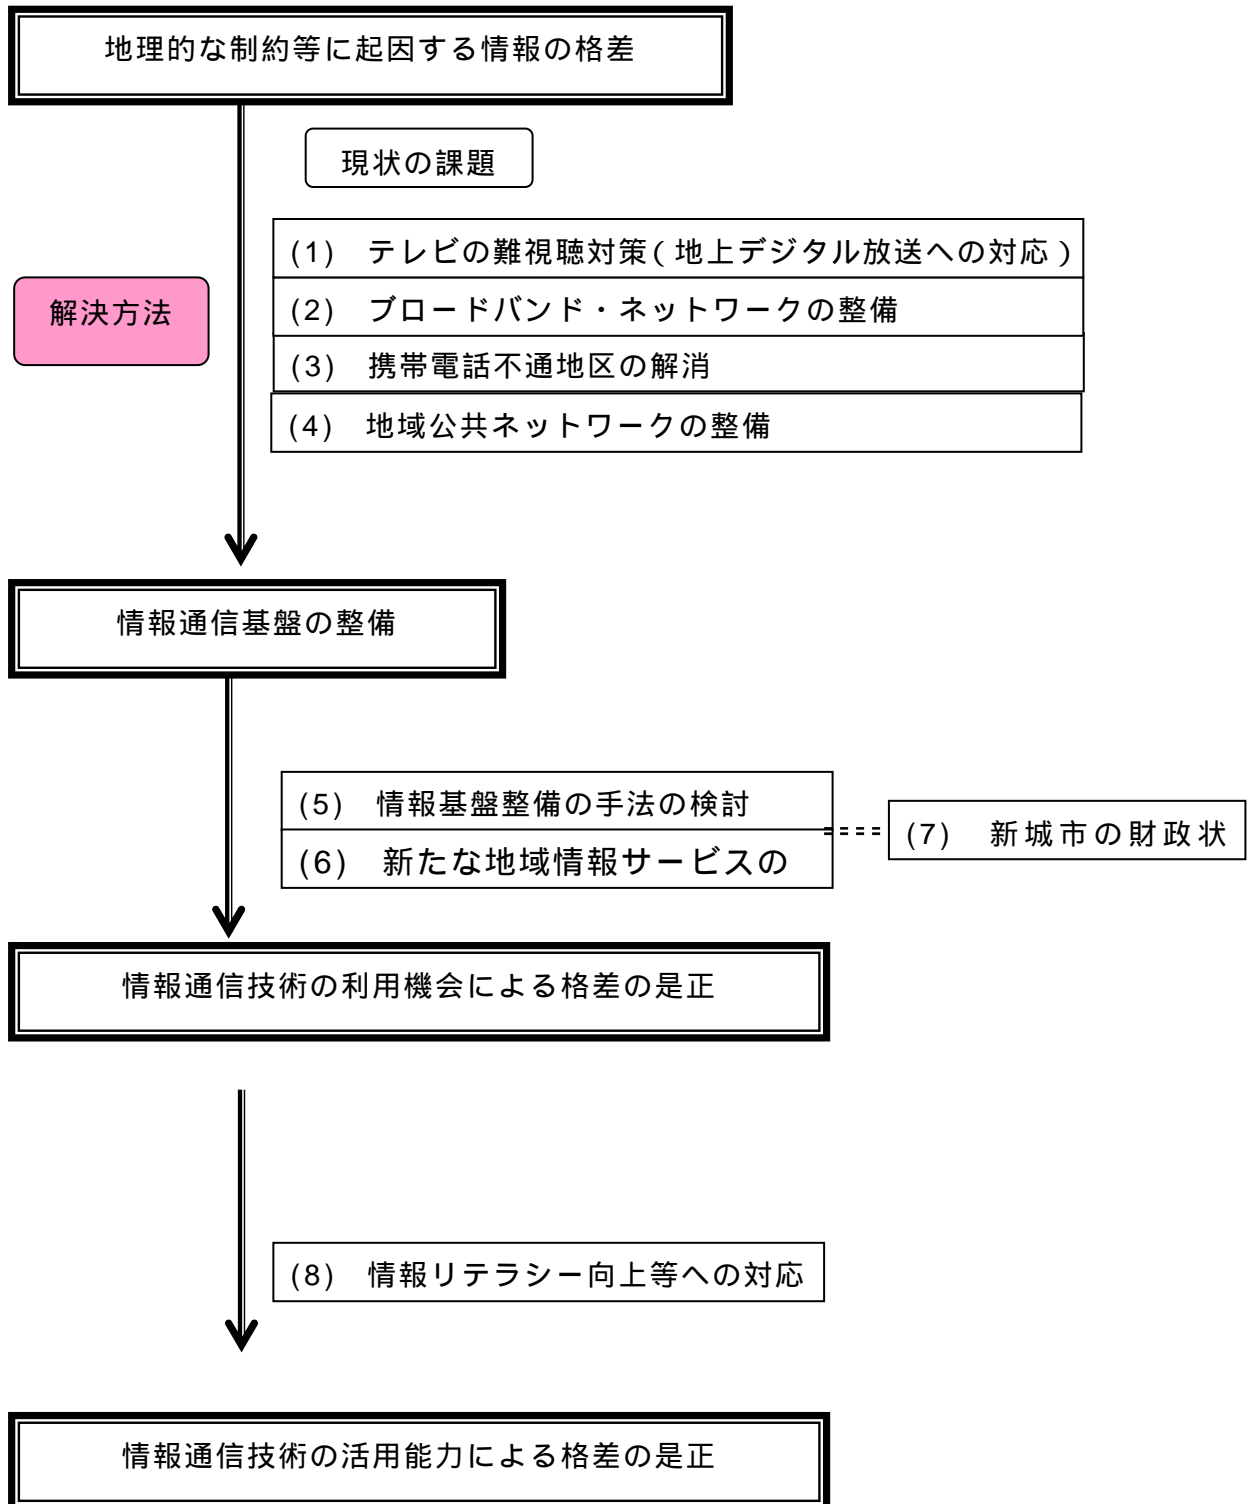 地理的な制約等に起因する情報の格差
現状の課題
(1) テレビの難視聴対策(地上デジタル放送への対応)
解決方法
(2) ブロードバンド・ネットワークの整備
(3) 携帯電話不通地区の解消
(4) 地域公共ネットワークの整備
情報通信基盤の整備
(5) 情報基盤整備の手法の検討
(6) 新たな地域情報サービスの
(7) 新城市の財政状
情報通信技術の利用機会による格差の是正
(8) 情報リテラシー向上等への対応
情報通信技術の活用能力による格差の是正